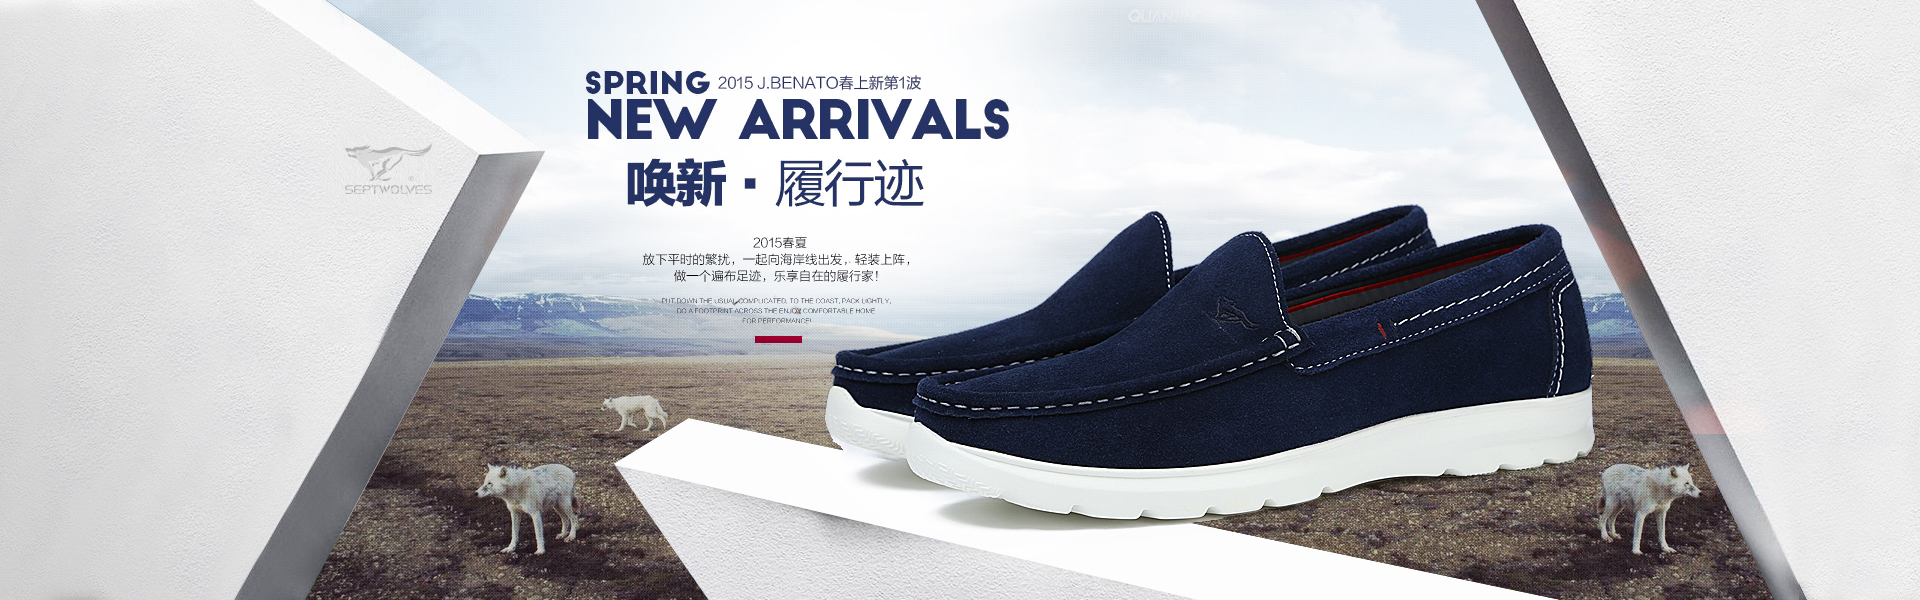 QUANJING
SPRING 2015 J.BENATO春上新第1波
NEW ARRIVALS
SEPTWOLVES
唤新·履行迹
2015春夏
放下平时的繁扰，一起向海岸线出发，轻装上阵，
做一个遍布足迹，乐享自在的履行家！
PUT DOWN THE USUAL COMPLICATED, TO THE COAST, PACK LIGHTLY,
DO A FOOTPRINT ACROSS THE ENJOY COMFORTABLE HOME
FOR PERFORMANCE!